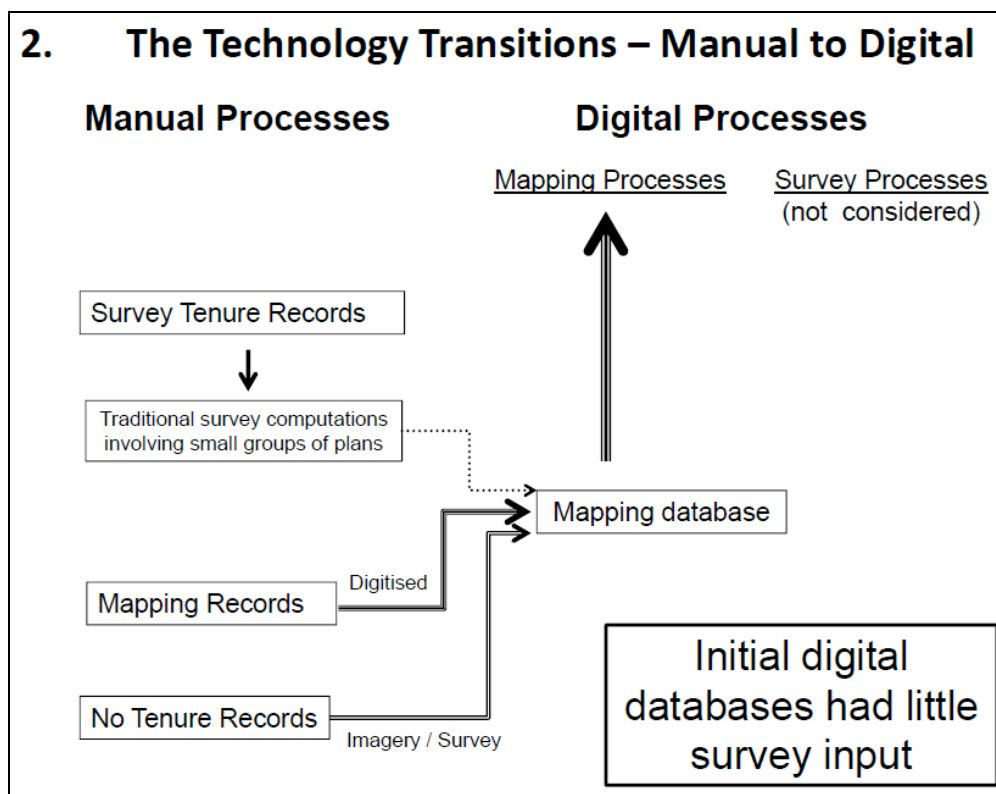 2. The Technology Transitions – Manual to Digital
Manual Processes
Digital Processes
Mapping Processes
Survey Processes
(not considered)
Survey Tenure Records
Traditional survey computations
involving small groups of plans
Mapping database
Digitised
Mapping Records
No Tenure Records
Imagery / Survey
Initial digital
databases had little
survey input